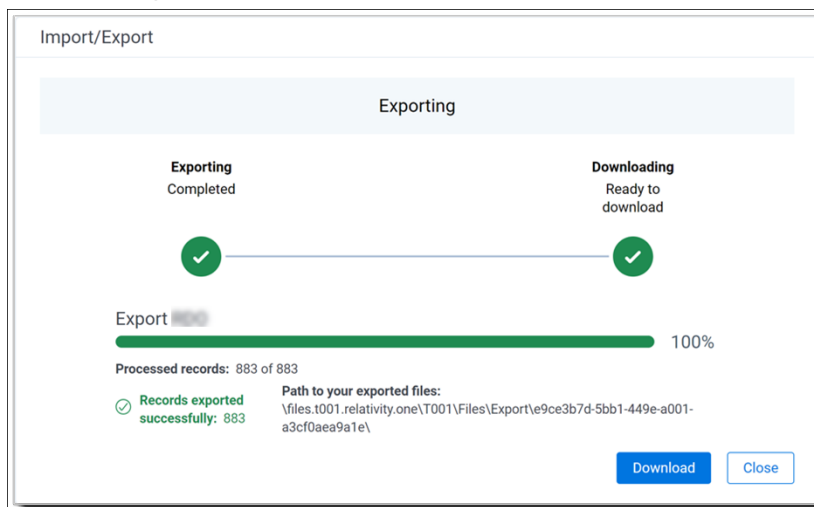 Import/Export
Exporting
Exporting
Completed
Downloading
Ready to
download
Export
100%
Processed records: 883 of 883
Records exported
successfully: 883
Path to your exported files:
\files.t001.relativity.one\T001\Files\Export\e9ce3b7d-5bb1-449e-a001-
a3cf0aea9a1e\
Download
Close